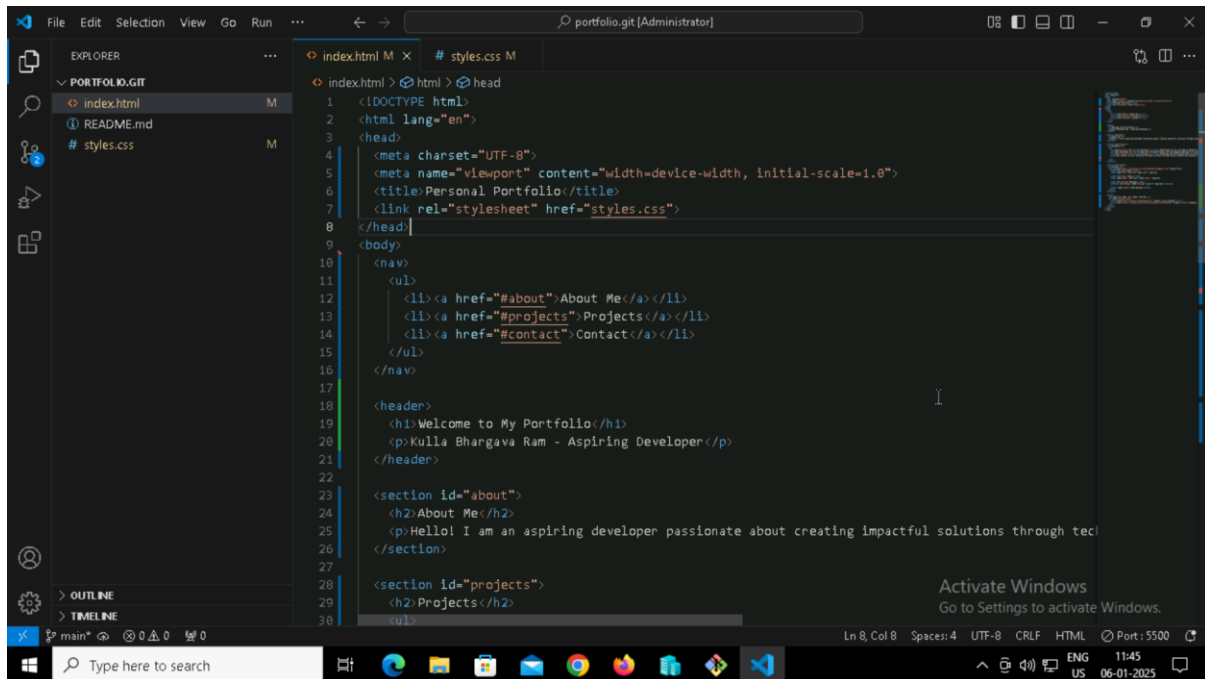 File Edit Selection View Go Run ··· portfolio.git [Administrator]
EXPLORER ···
PORTFOLIO.GIT
index.html M
README.md
styles.css M
2
index.html M
# styles.css M
index.html > html > head
1 <!DOCTYPE html>
2 <html lang="en">
3 <head>
4 <meta charset="UTF-8">
5 <meta name="viewport" content="width=device-width, initial-scale=1.0">
6 <title>Personal Portfolio</title>
7 <link rel="stylesheet" href="styles.css">
8 </head>
9 <body>
10 <nav>
11 <ul>
12 <li><a href="#about">About Me</a></li>
13 <li><a href="#projects">Projects</a></li>
14 <li><a href="#contact">Contact</a></li>
15 </ul>
16 </nav>
17
18 <header>
19 <h1>Welcome to My Portfolio</h1>
20 <p>Kulla Bhargava Ram - Aspiring Developer</p>
21 </header>
22
23 <section id="about">
24 <h2>About Me</h2>
25 <p>Hello! I am an aspiring developer passionate about creating impactful solutions through tec
26 </section>
27
28 <section id="projects">
29 <h2>Projects</h2>
30 <ul>
OUTLINE
TIMELINE
Activate Windows
Go to Settings to activate Windows.
main* 0 0 0 Ln 8, Col 8 Spaces: 4 UTF-8 CRLF HTML Port : 5500
Type here to search ENG 11:45
US 06-01-2025